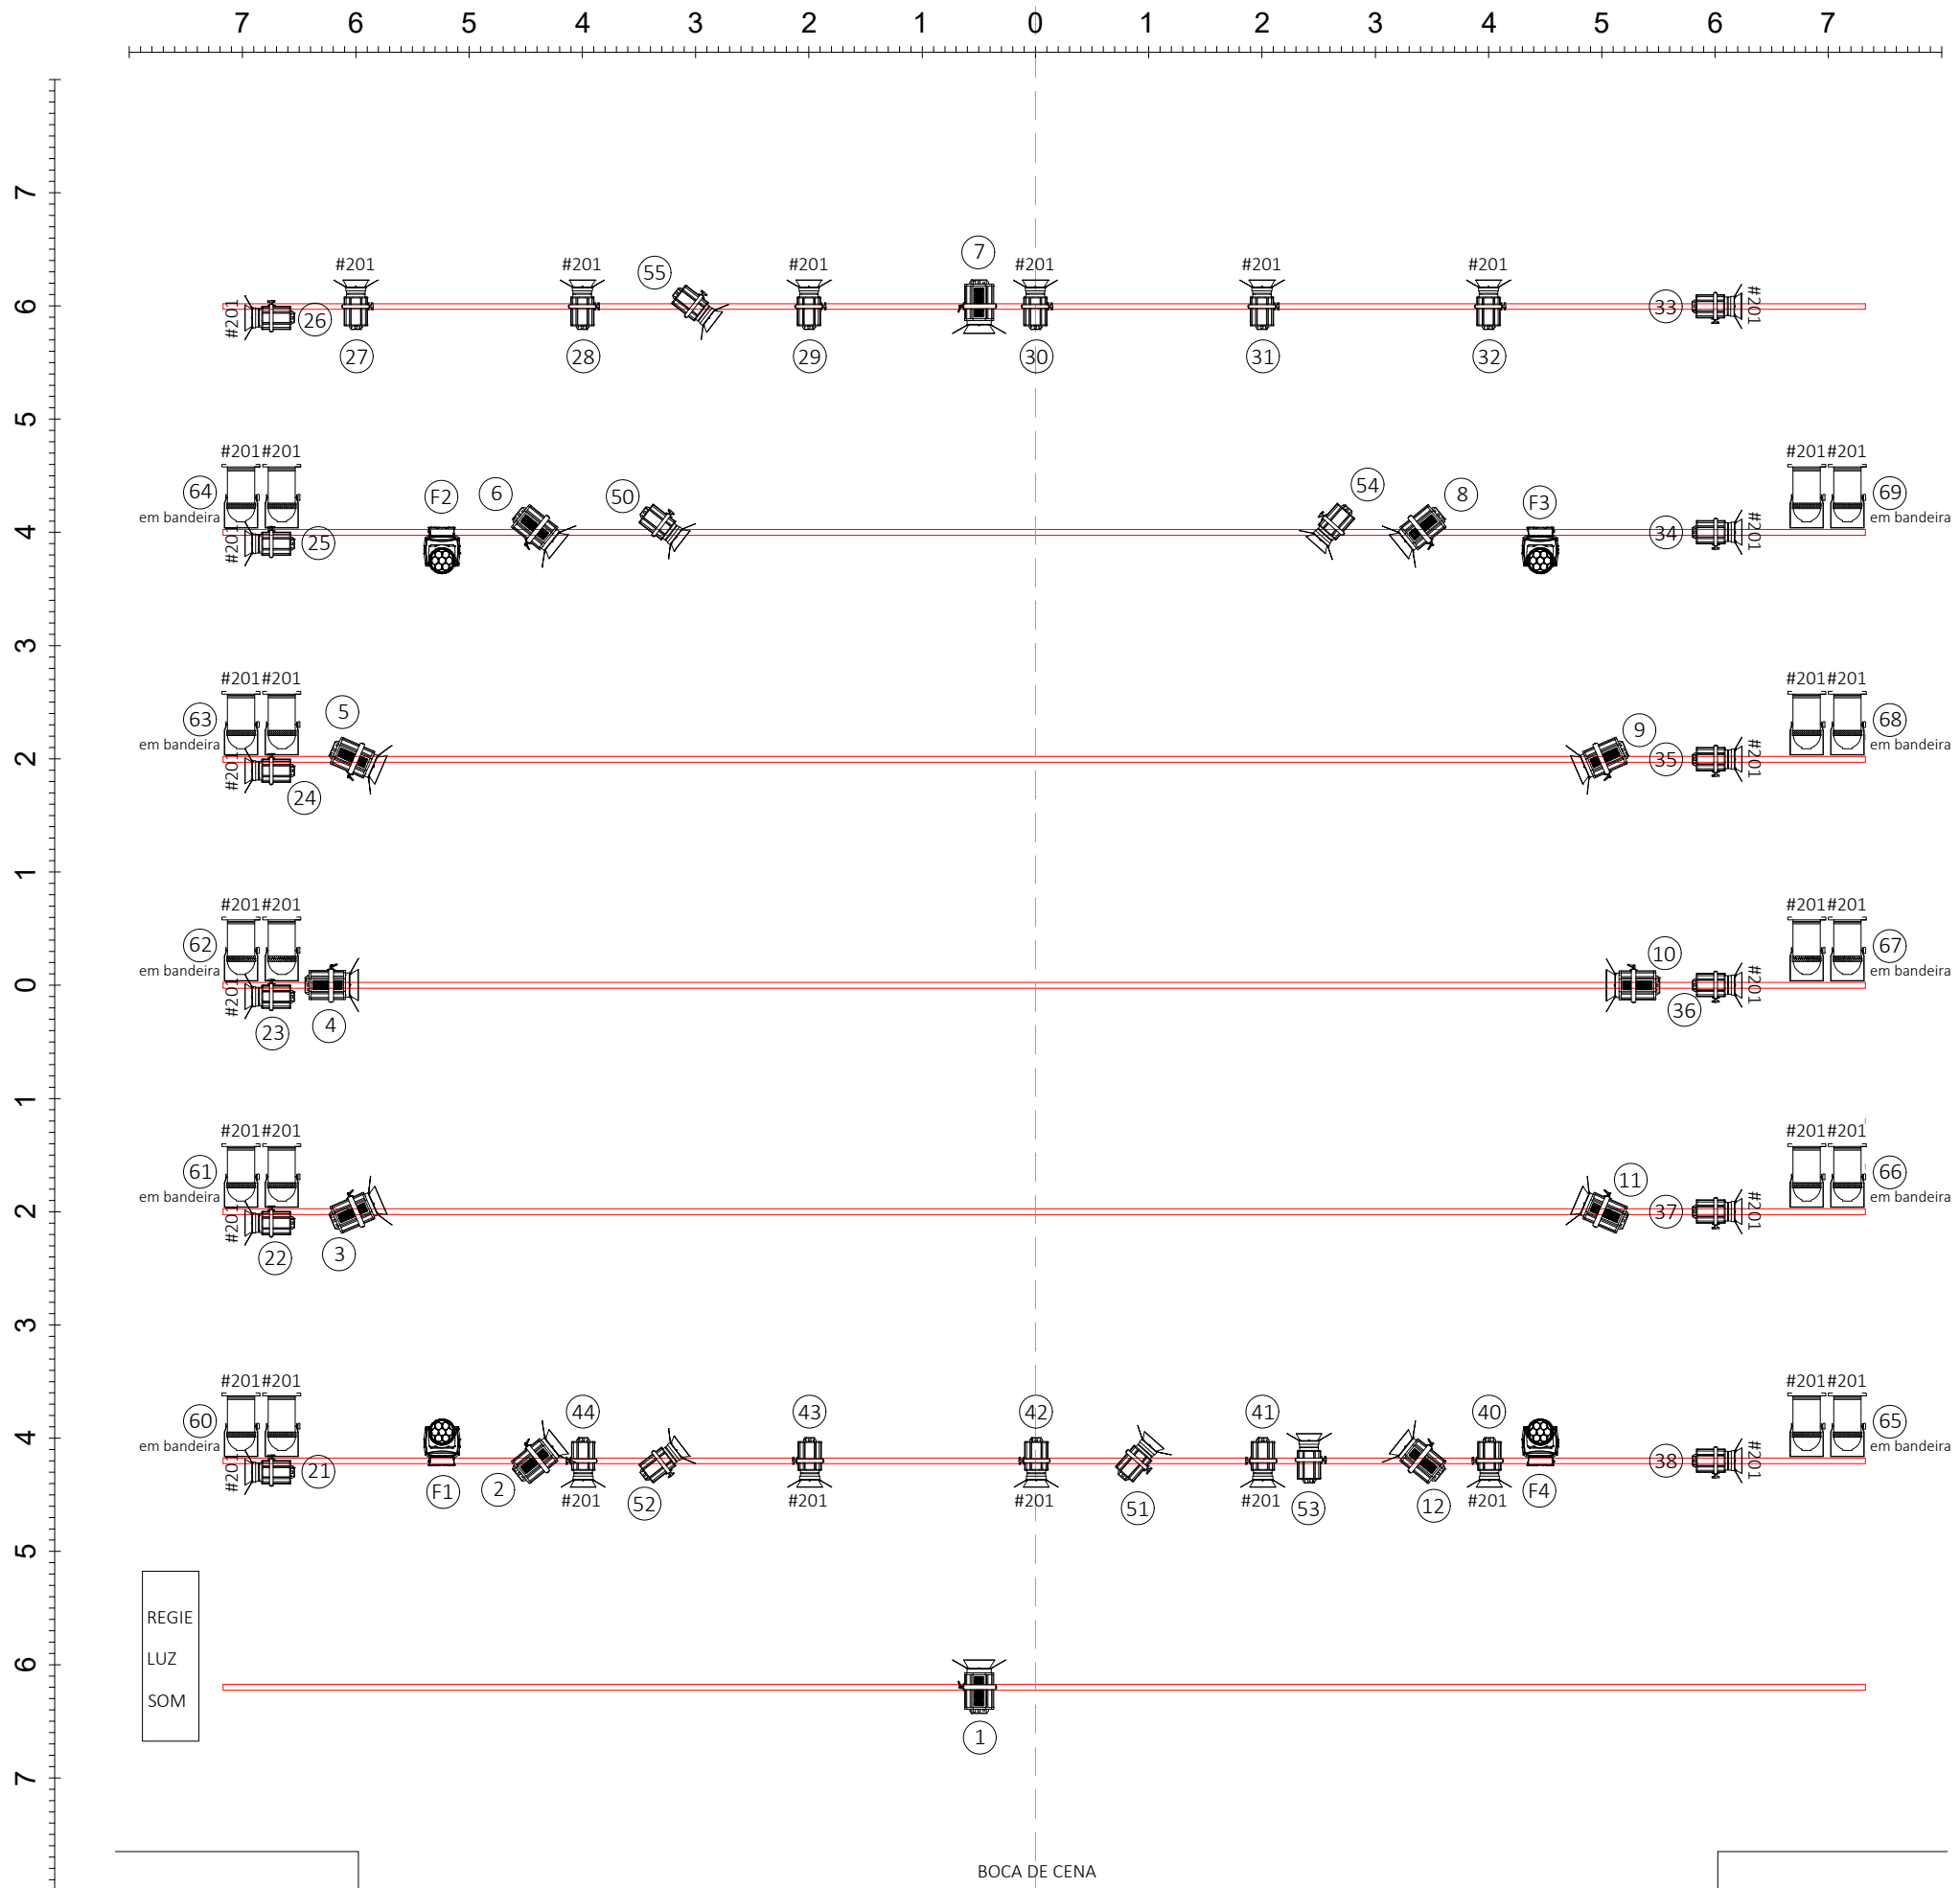 7 6 5 4 3 2 1 0 1 2 3 4 5 6 7
7
7
#201 #201 55 #201 #201 #201 #201
6
#201 26 33 #201
27 28 29 30 31 32
5
#201 #201 #201 #201
64 F2 6 50 54 8 F3 69
em bandeira em bandeira
4
#201 25 34 #201
3
#201 #201 #201 #201
63 5 9 68
em bandeira em bandeira
2
#201 24 35 #201
1
#201 #201 #201 #201
62 10 67
em bandeira em bandeira
0
#201 23 4 36 #201
1
#201 #201 #201 #201
61 11 66
em bandeira em bandeira
2
#201 22 3 37 #201
3
#201 #201 #201 #201
60 44 43 42 41 40 65
em bandeira em bandeira
4
#201 21 38 #201
F1 2 52 51 53 12 F4
#201 #201 #201 #201 #201
5
REGIE
LUZ
SOM
6
1
7
BOCA DE CENA